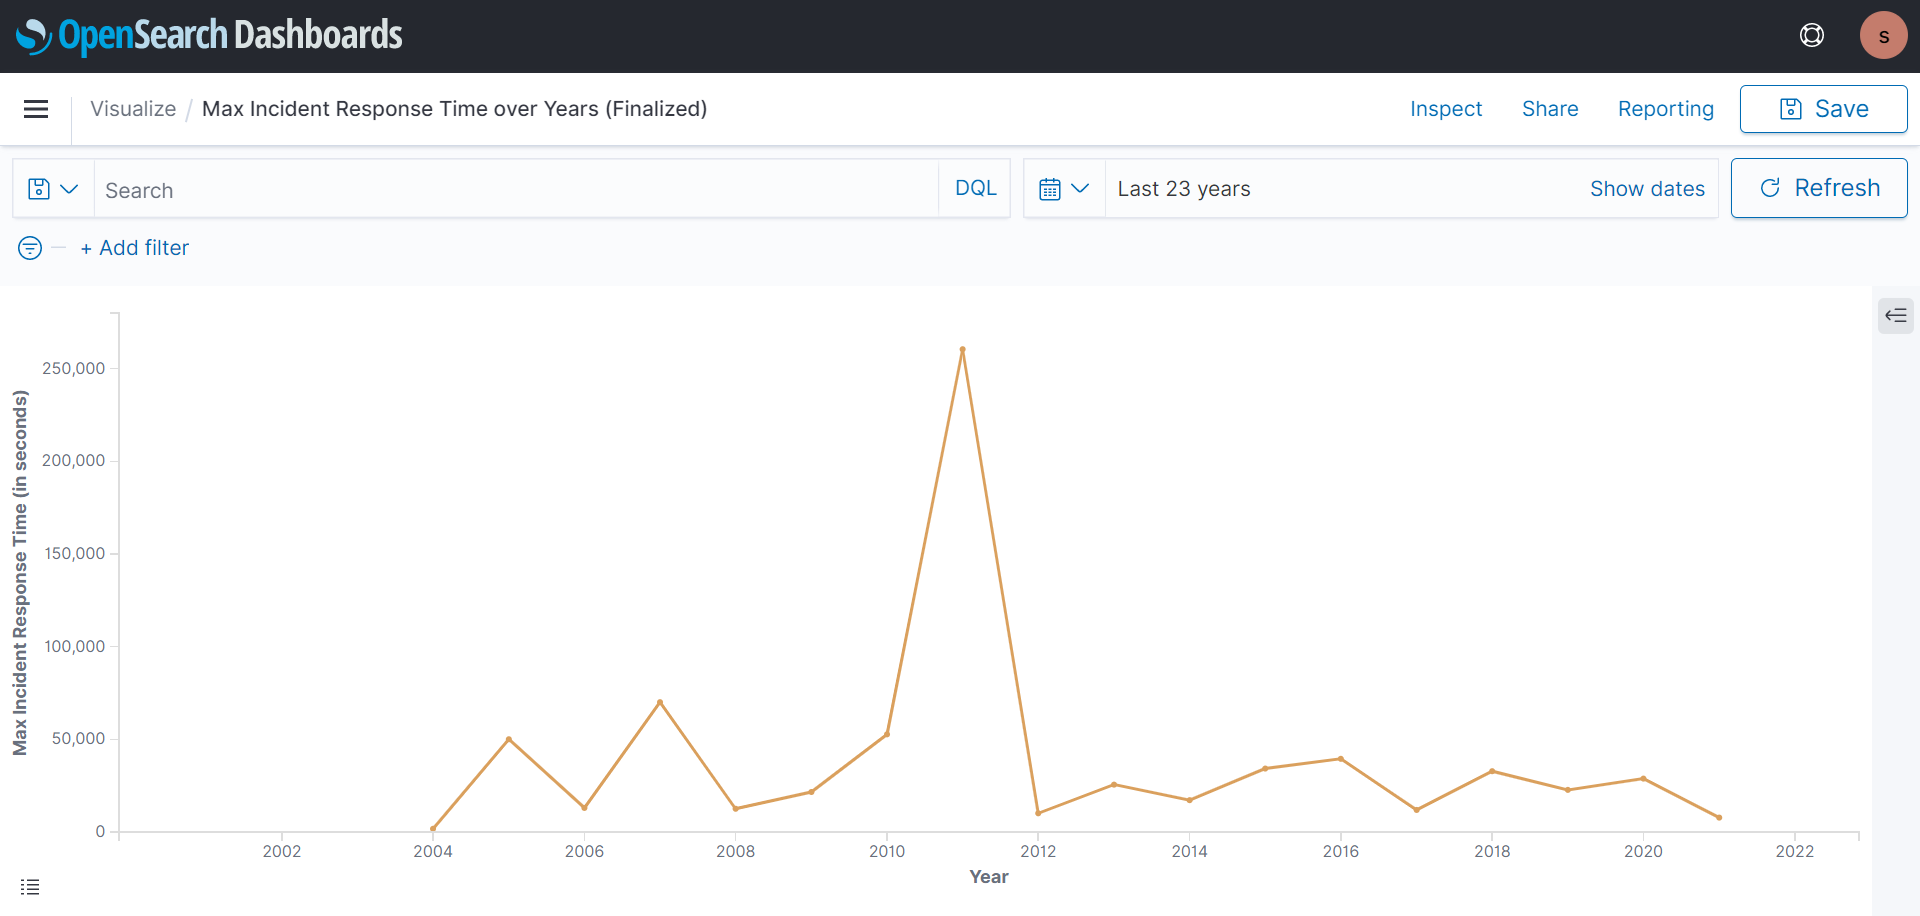 OpenSearch Dashboards
s
Visualize / Max Incident Response Time over Years (Finalized)
Inspect
Share
Reporting
Save
Search
DQL
Last 23 years
Show dates
Refresh
+ Add filter
Max Incident Response Time (in seconds)
250,000
200,000
150,000
100,000
50,000
0
2002 2004 2006 2008 2010 2012 2014 2016 2018 2020 2022
Year